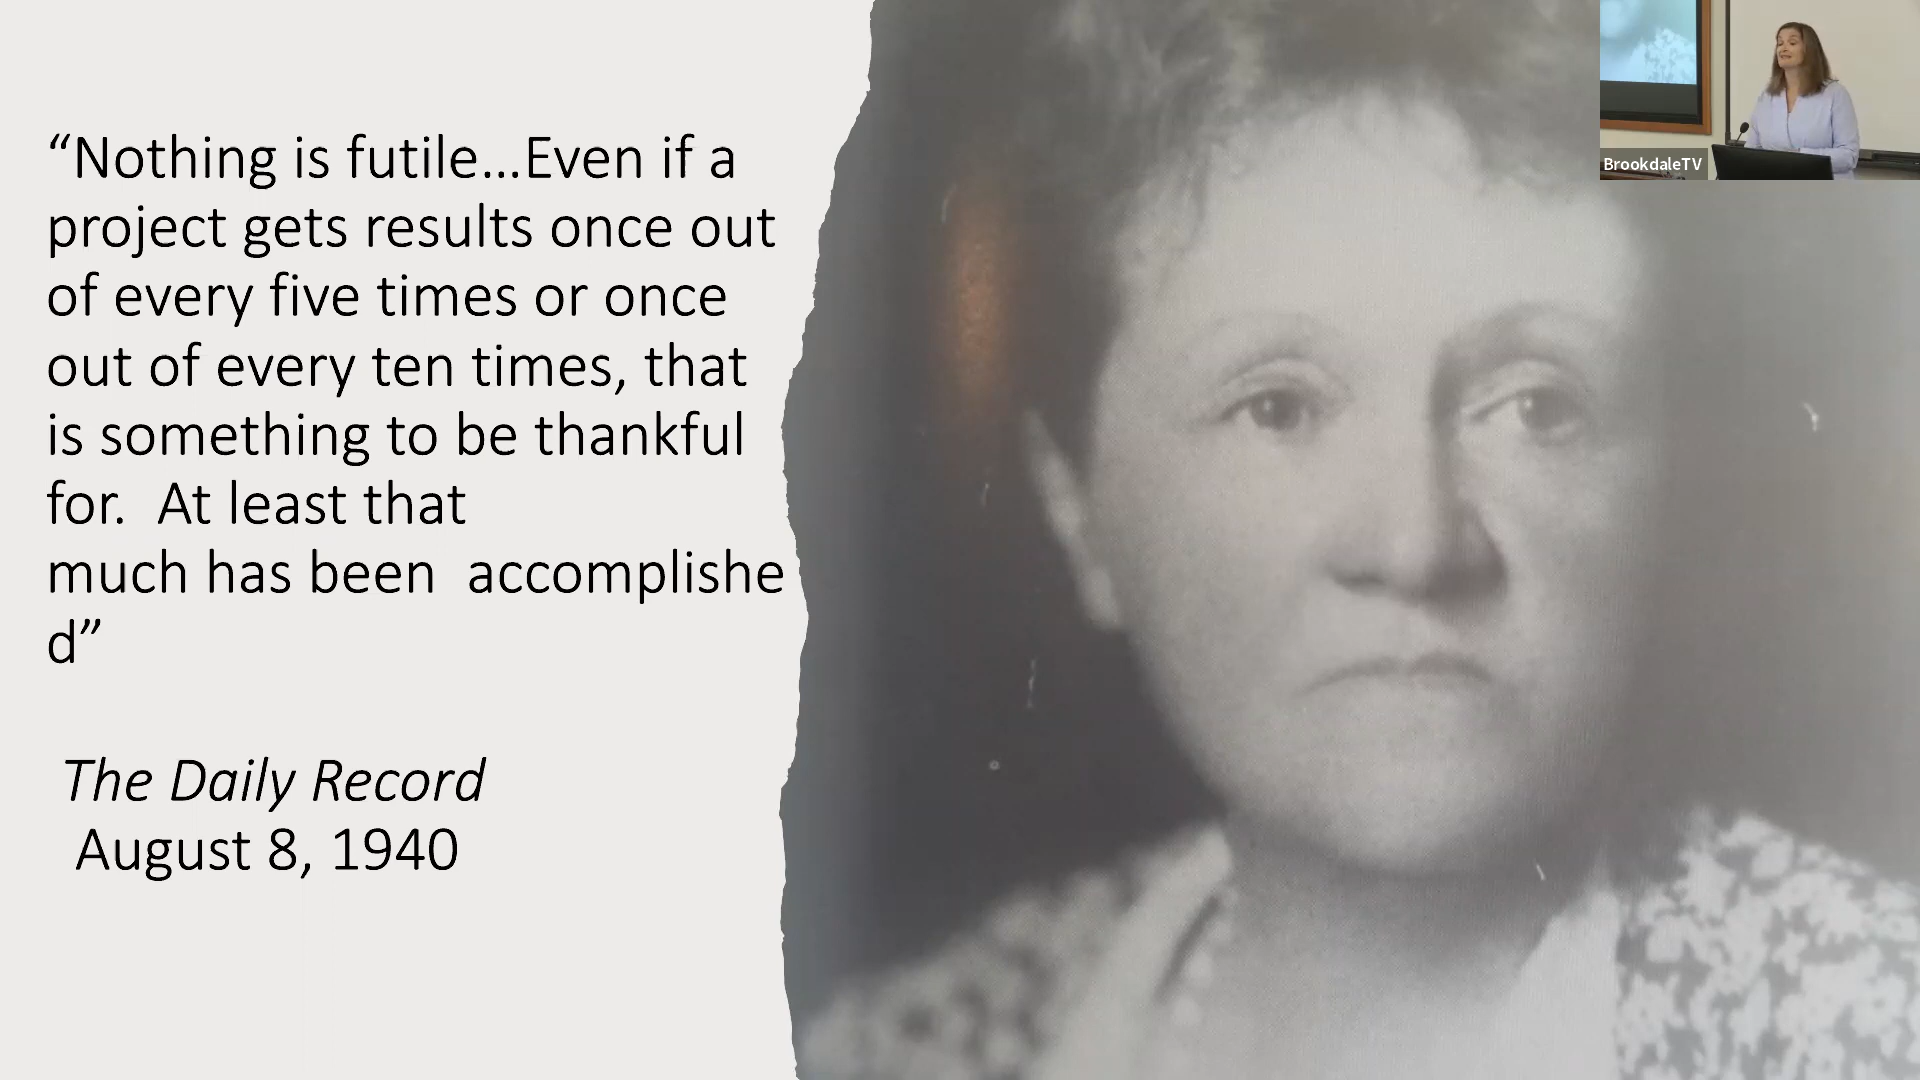 “Nothing is futile...Even if a
project gets results once out
of every five times or once
out of every ten times, that
is something to be thankful
for.  At least that
much has been  accomplishe
d”
The Daily Record
August 8, 1940
BrookdaleTV